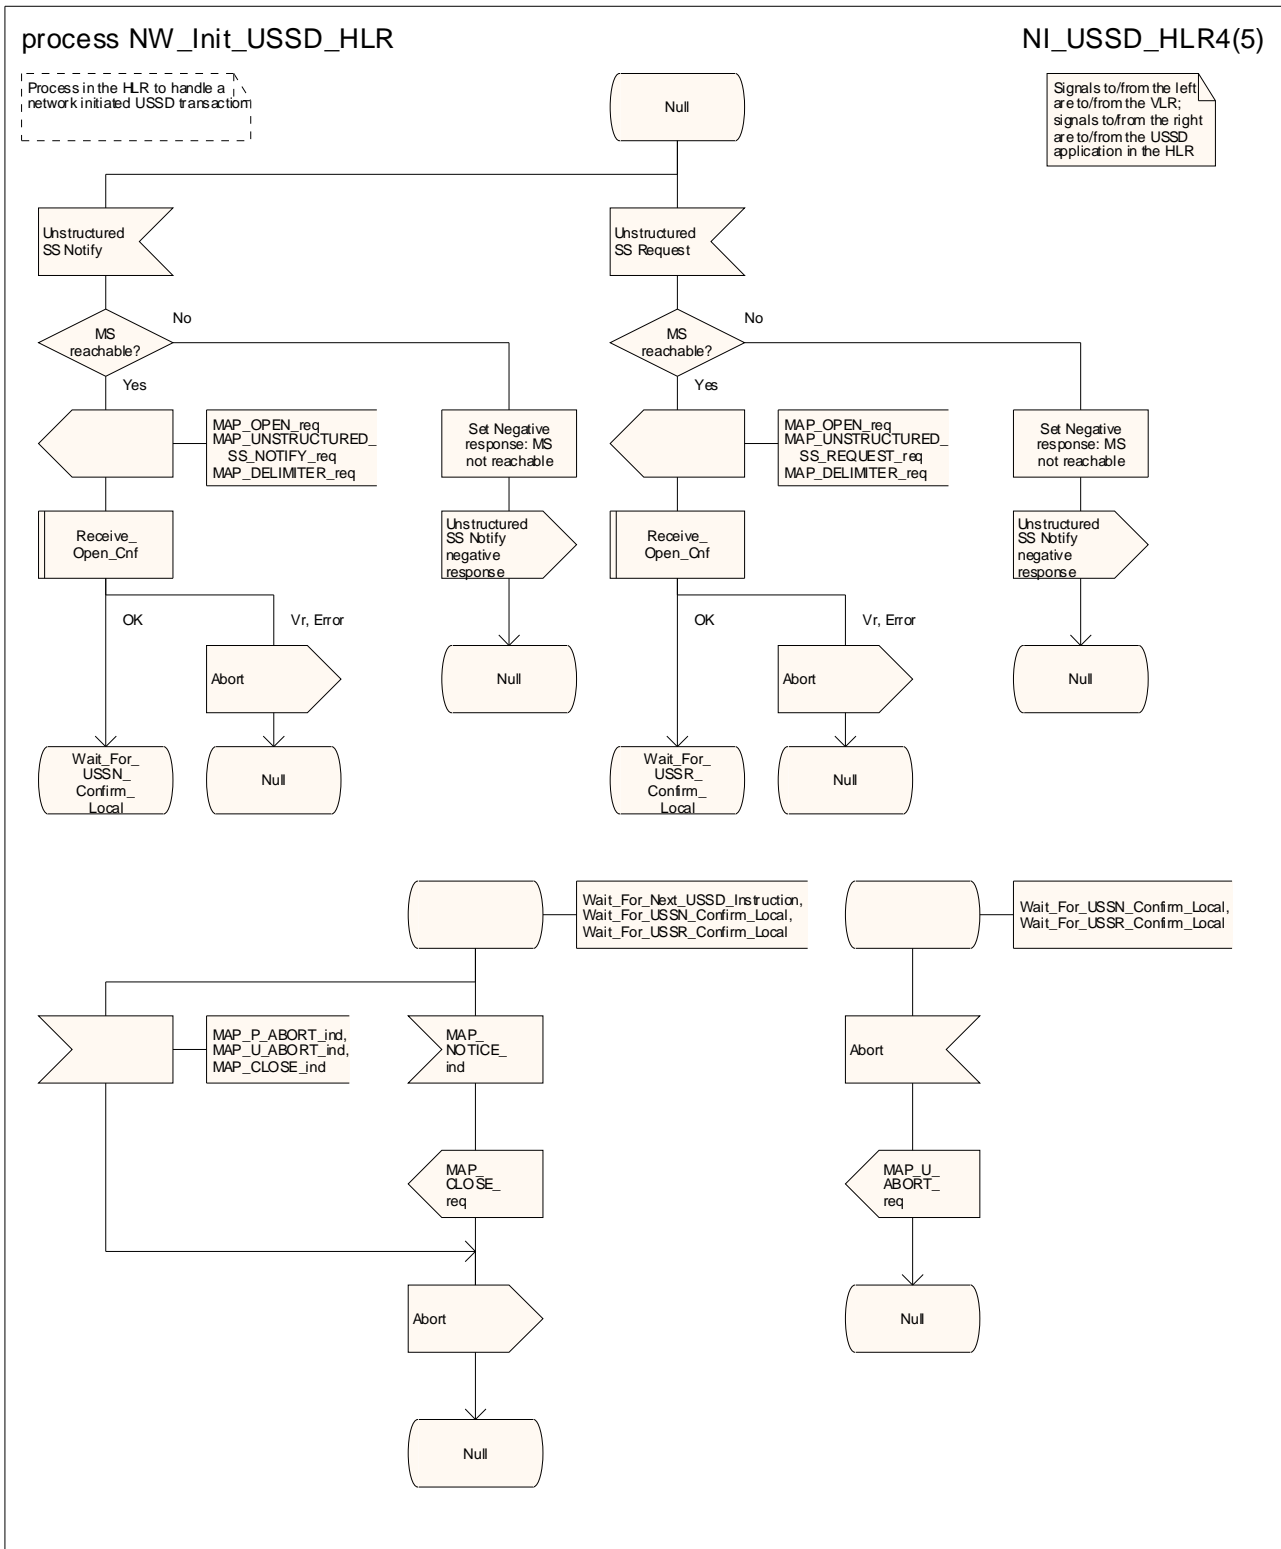 process NW_Init_USSD_HLR
NI_USSD_HLR4(5)
Process in the HLR to handle a
network initiated USSD transaction
Null
Signals to/from the left
are to/from the VLR;
signals to/from the right
are to/from the USSD
application in the HLR
Unstructured
SS Notify
Unstructured
SS Request
MS
reachable?
No
Yes
MS
reachable?
No
Yes
MAP_OPEN_req
MAP_UNSTRUCTURED_
SS_NOTIFY_req
MAP_DELIMITER_req
Set Negative
response: MS
not reachable
MAP_OPEN_req
MAP_UNSTRUCTURED_
SS_REQUEST_req
MAP_DELIMITER_req
Set Negative
response: MS
not reachable
Receive_
Open_Cnf
Unstructured
SS Notify
negative
response
Receive_
Open_Cnf
Unstructured
SS Notify
negative
response
OK
Vr, Error
OK
Vr, Error
Abort
Null
Abort
Null
Wait_For_
USSN_
Confirm_
Local
Null
Wait_For_
USSR_
Confirm_
Local
Null
Wait_For_Next_USSD_Instruction,
Wait_For_USSN_Confirm_Local,
Wait_For_USSR_Confirm_Local
Wait_For_USSN_Confirm_Local,
Wait_For_USSR_Confirm_Local
MAP_P_ABORT_ind,
MAP_U_ABORT_ind,
MAP_CLOSE_ind
MAP_
NOTICE_
ind
Abort
MAP_
CLOSE_
req
MAP_U_
ABORT_
req
Abort
Null
Null